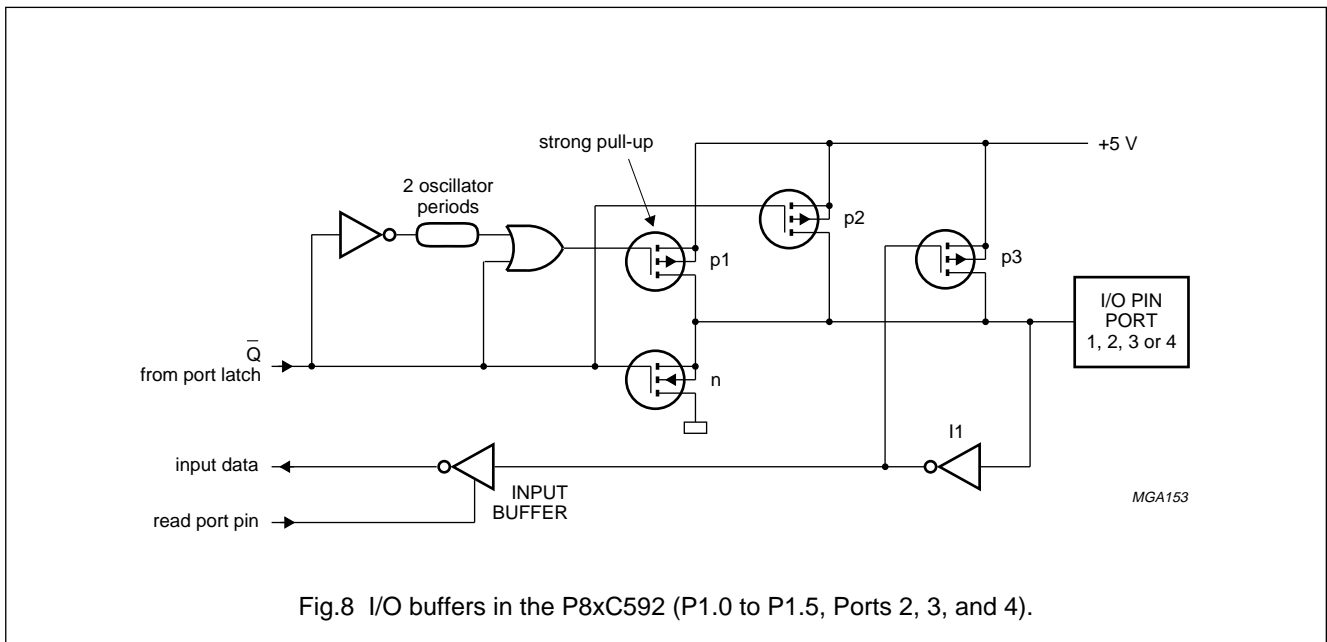 strong pull-up
+5 V
2 oscillator
periods
p2
p1
p3
I/O PIN
PORT
1, 2, 3 or 4
Q̅
from port latch
n
I1
input data
INPUT
BUFFER
read port pin
MGA153
Fig.8 I/O buffers in the P8xC592 (P1.0 to P1.5, Ports 2, 3, and 4).